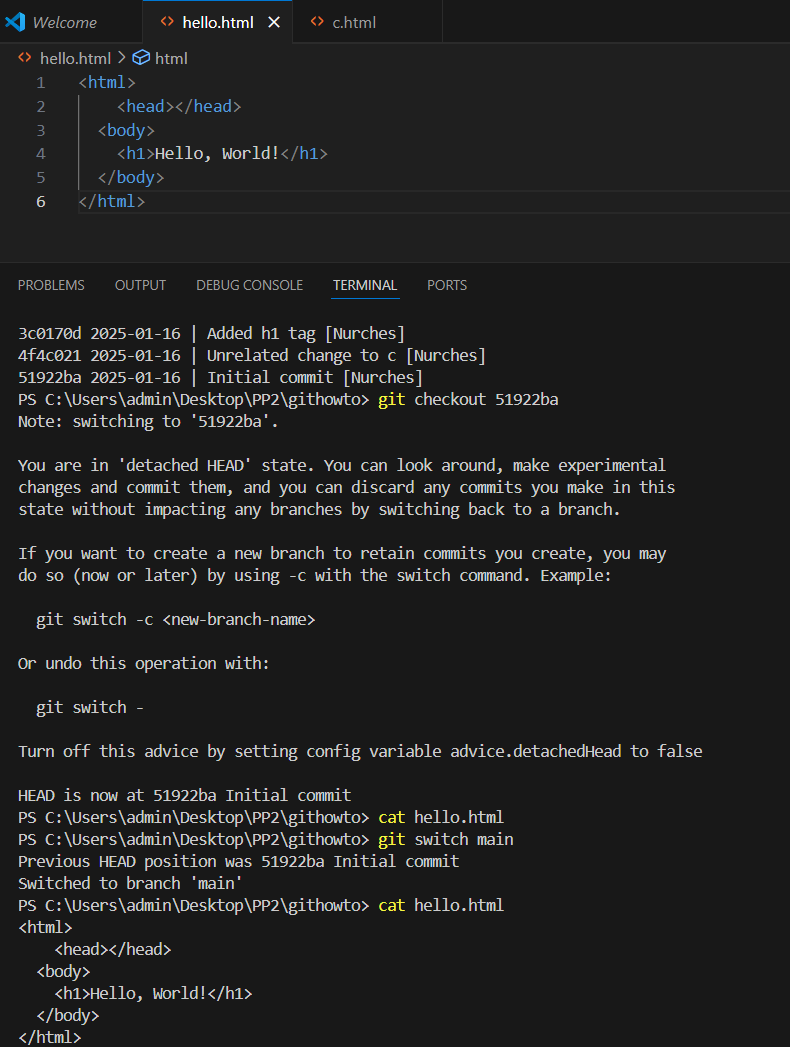 Welcome
hello.html
c.html
hello.html > html
1 <html>
2     <head></head>
3   <body>
4     <h1>Hello, World!</h1>
5   </body>
6 </html>
PROBLEMS OUTPUT DEBUG CONSOLE TERMINAL PORTS
3c0170d 2025-01-16 | Added h1 tag [Nurches]
4f4c021 2025-01-16 | Unrelated change to c [Nurches]
51922ba 2025-01-16 | Initial commit [Nurches]
PS C:\Users\admin\Desktop\PP2\githowto> git checkout 51922ba
Note: switching to '51922ba'.
You are in 'detached HEAD' state. You can look around, make experimental
changes and commit them, and you can discard any commits you make in this
state without impacting any branches by switching back to a branch.
If you want to create a new branch to retain commits you create, you may
do so (now or later) by using -c with the switch command. Example:
  git switch -c <new-branch-name>
Or undo this operation with:
  git switch -
Turn off this advice by setting config variable advice.detachedHead to false
HEAD is now at 51922ba Initial commit
PS C:\Users\admin\Desktop\PP2\githowto> cat hello.html
PS C:\Users\admin\Desktop\PP2\githowto> git switch main
Previous HEAD position was 51922ba Initial commit
Switched to branch 'main'
PS C:\Users\admin\Desktop\PP2\githowto> cat hello.html
<html>
    <head></head>
  <body>
    <h1>Hello, World!</h1>
  </body>
</html>